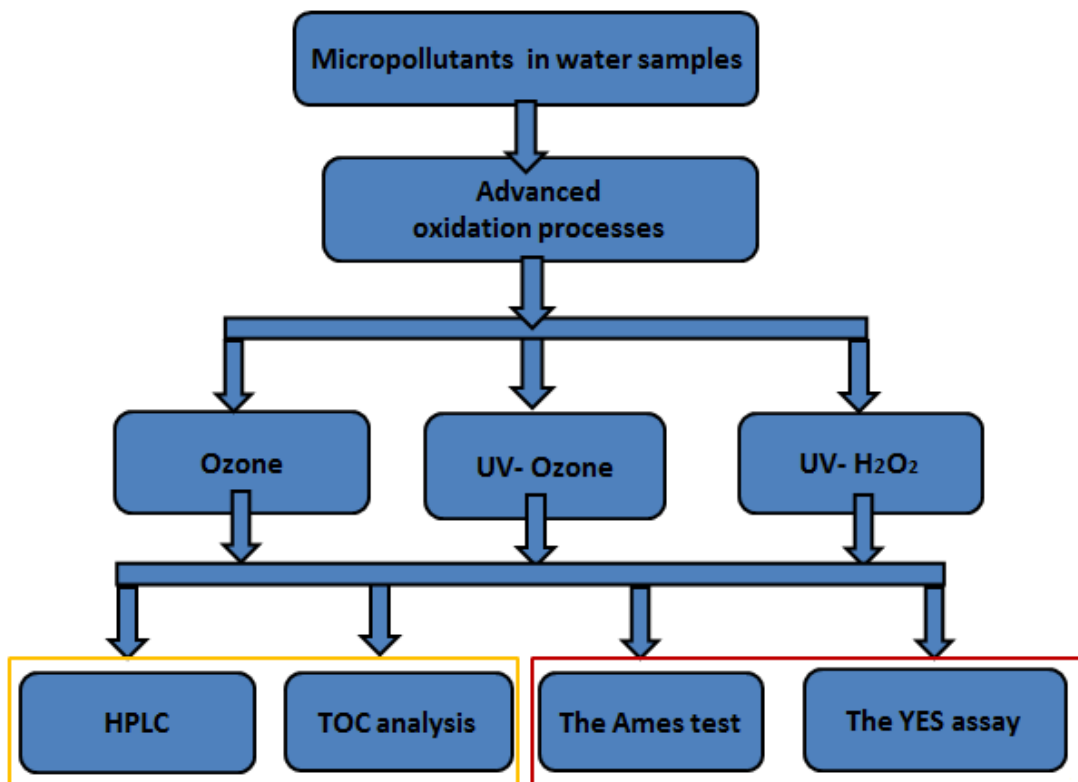 Micropollutants in water samples
Advanced
oxidation processes
Ozone
UV- Ozone
UV- H₂O₂
HPLC
TOC analysis
The Ames test
The YES assay